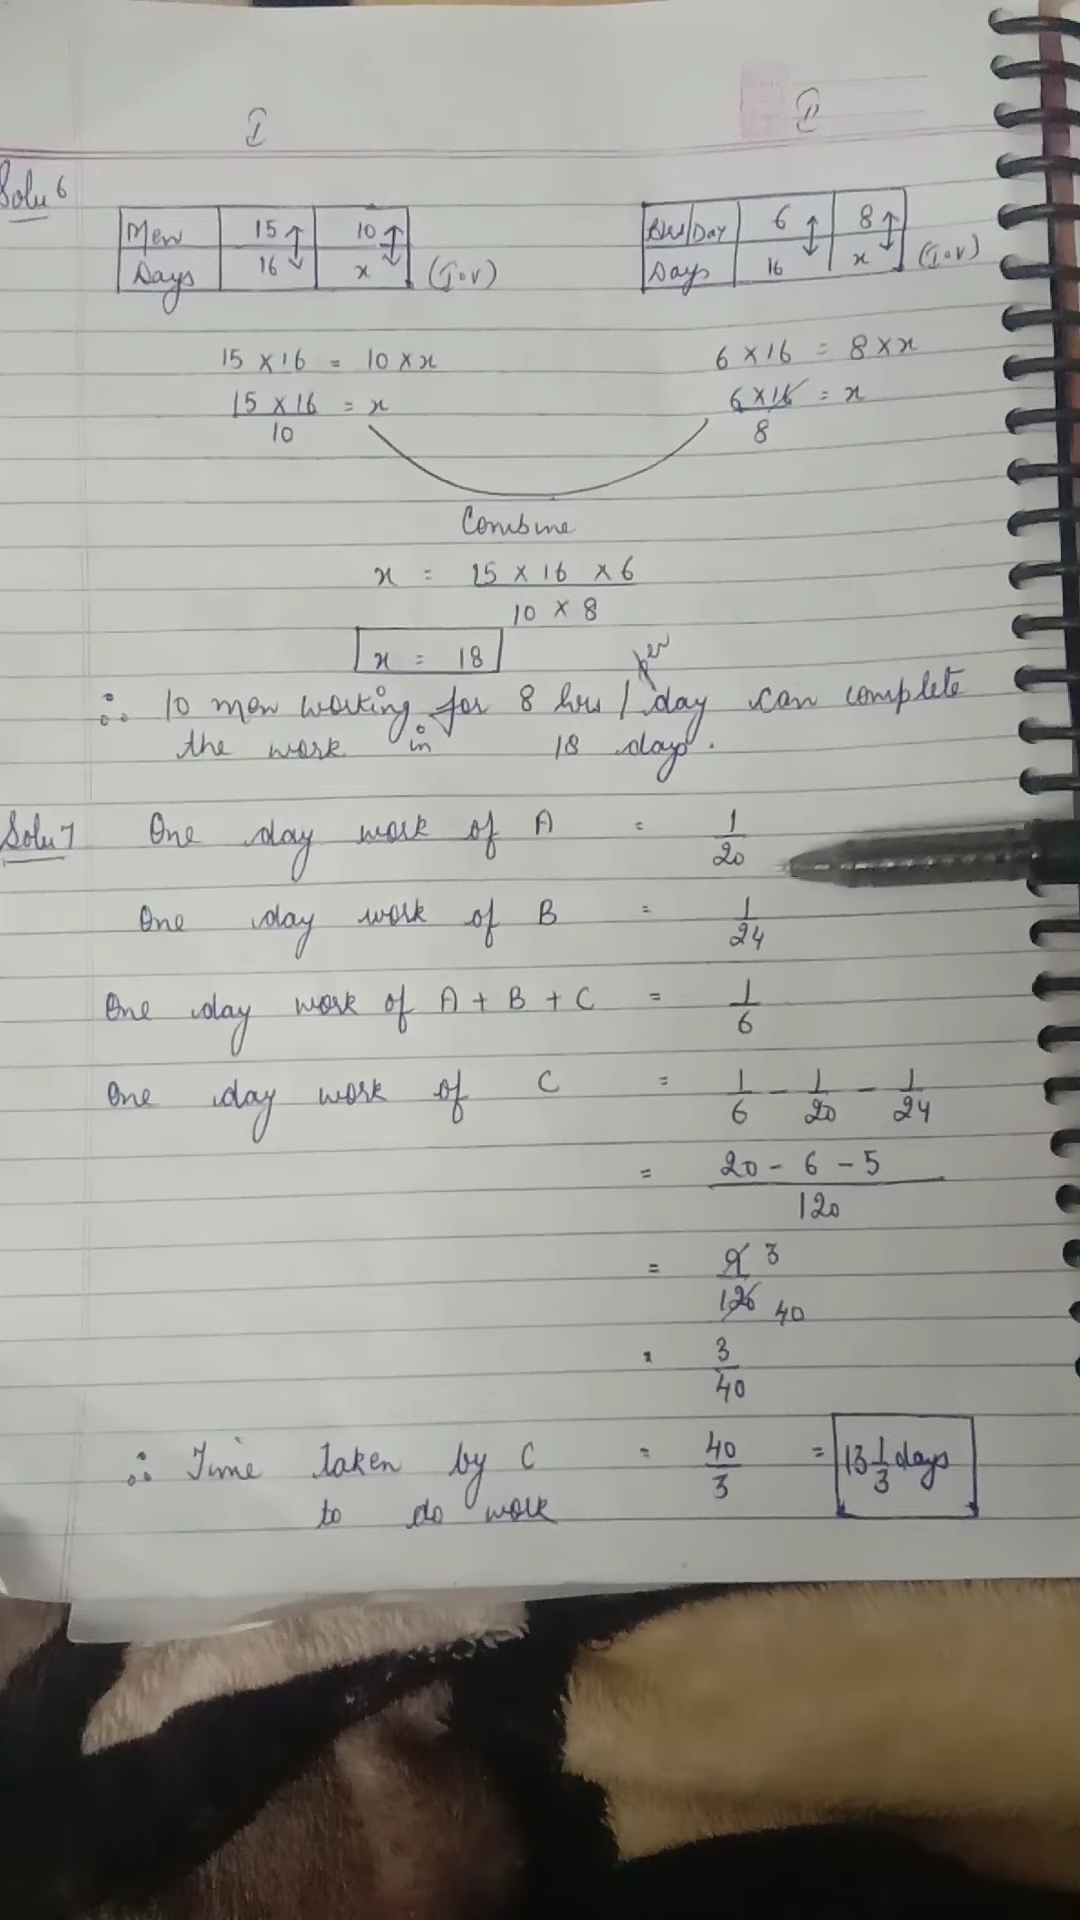 I II
Solu 6
Men 15 10
Days 16 x (I.V)
Hrs/Day 6 8
Days 16 x (I.V)
15 × 16 = 10 × x
6 × 16 = 8 × x
15 × 16 / 10 = x
6 × 16 / 8 = x
Combine
x = 15 × 16 × 6 / 10 × 8
x = 18
per
∴ 10 men working for 8 hrs / day can complete
the work in 18 days.
Solu 7 One day work of A = 1/20
One day work of B = 1/24
One day work of A + B + C = 1/6
One day work of C = 1/6 - 1/20 - 1/24
= 20 - 6 - 5 / 120
= 9 3 / 120 40
= 3/40
∴ Time taken by C = 40/3 = 13 1/3 days
to do work